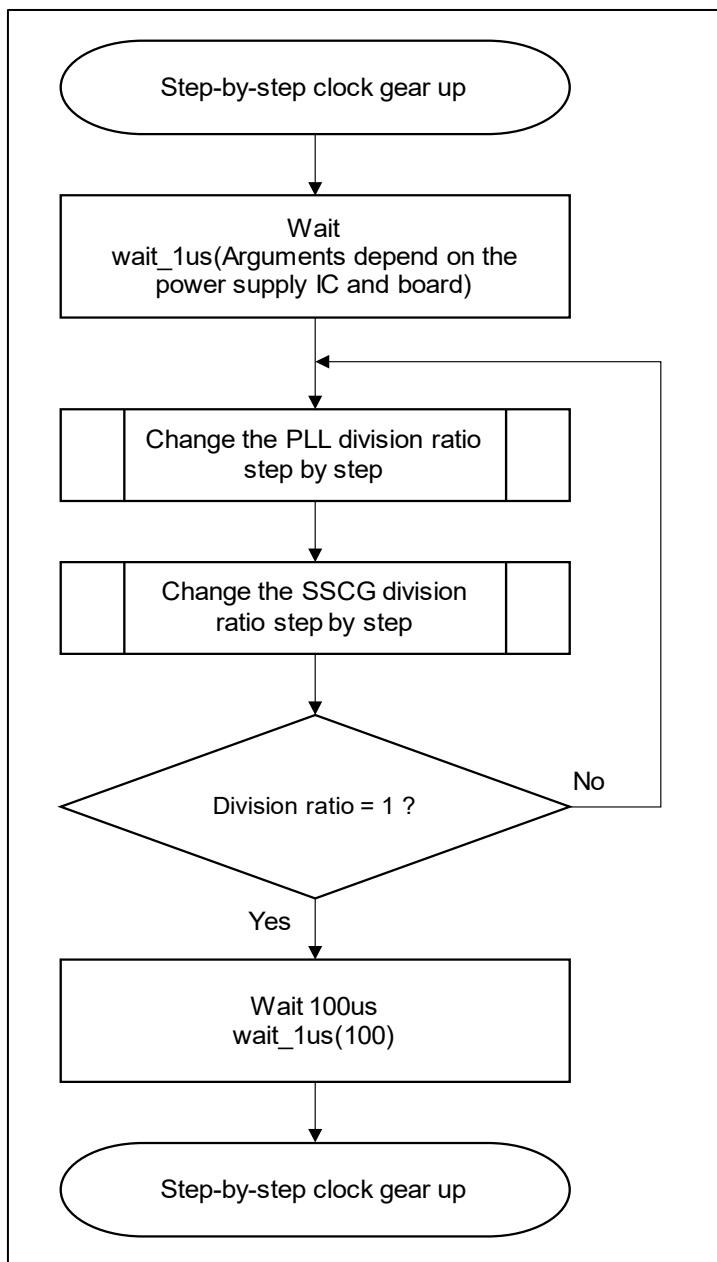 Step-by-step clock gear up
Wait
wait_1us(Arguments depend on the
power supply IC and board)
Change the PLL division ratio
step by step
Change the SSCG division
ratio step by step
Division ratio = 1 ?
No
Yes
Wait 100us
wait_1us(100)
Step-by-step clock gear up